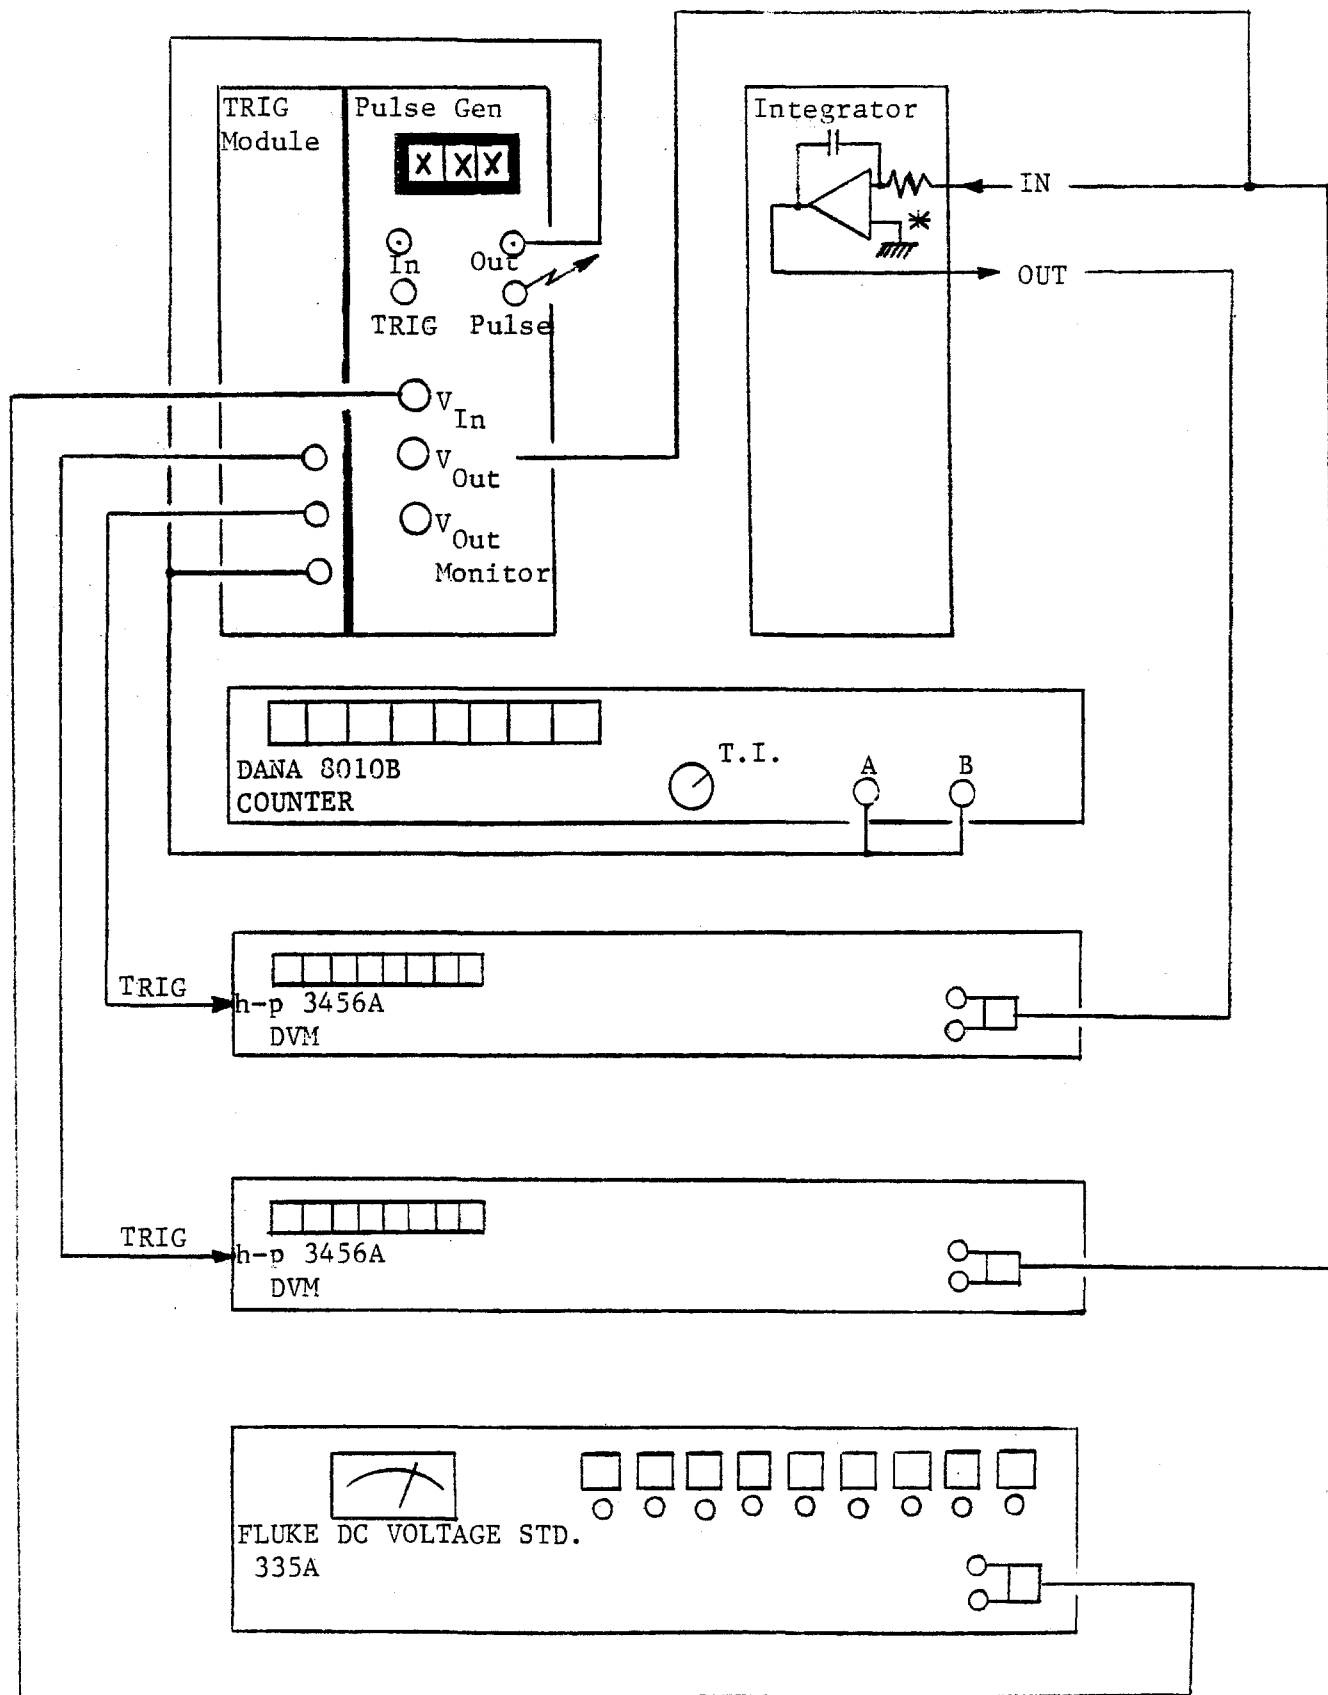 TRIG
Module
Pulse Gen
X X X
In
Out
TRIG
Pulse
V In
V Out
V Out
Monitor
Integrator
IN
*
OUT
DANA 8010B
COUNTER
T.I.
A
B
TRIG
h-p 3456A
DVM
TRIG
h-p 3456A
DVM
FLUKE DC VOLTAGE STD.
335A